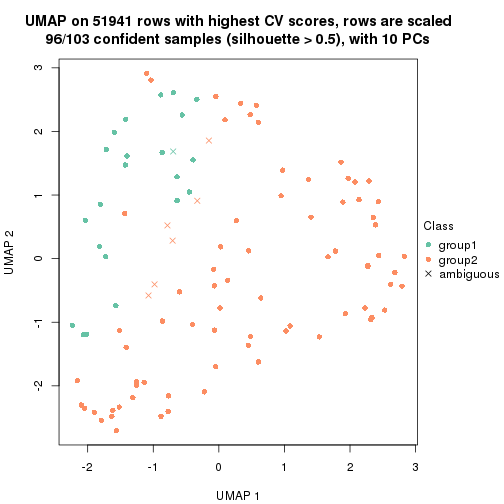 UMAP on 51941 rows with highest CV scores, rows are scaled
96/103 confident samples (silhouette > 0.5), with 10 PCs
3
2
1
0
-1
-2
UMAP 2
-2
-1
0
1
2
3
UMAP 1
Class
group1
group2
ambiguous